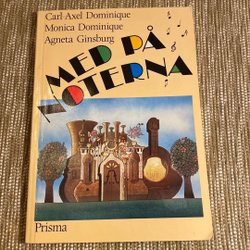 Carl-Axel Dominique
Monica Dominique
Agneta Ginsburg
MED PÅ
NOTERNA
Prisma